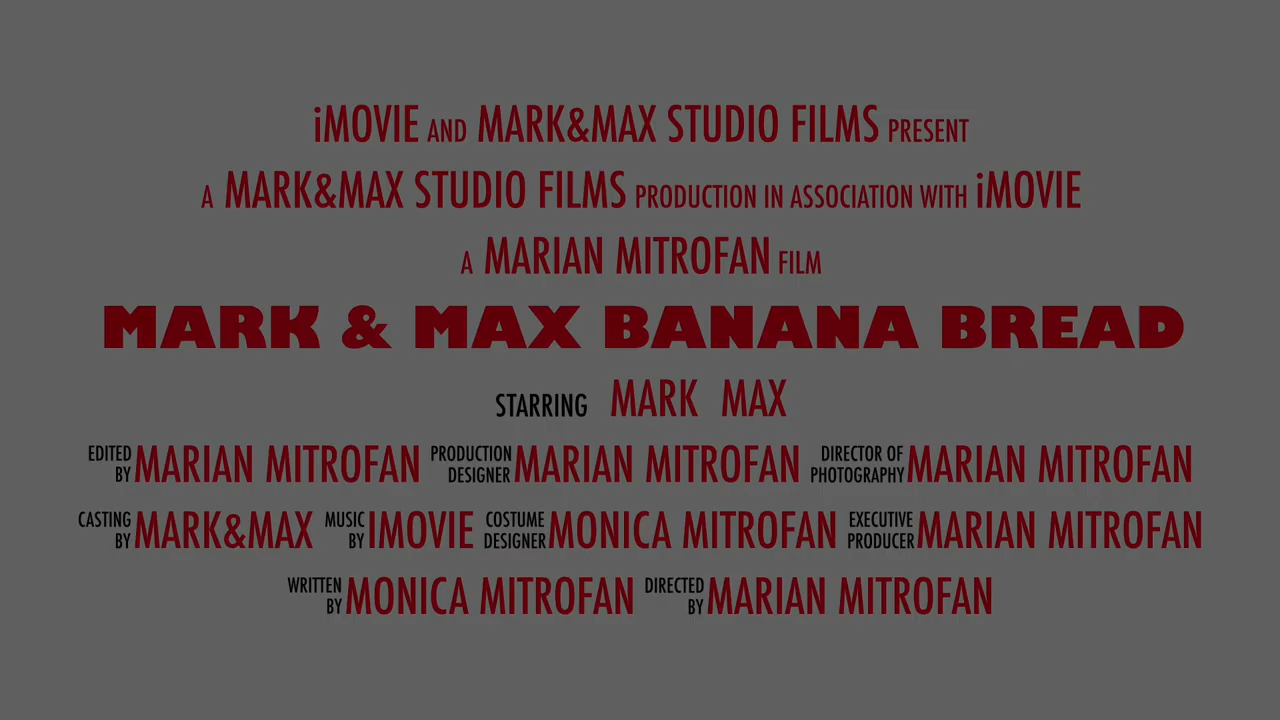 iMOVIE AND MARK&MAX STUDIO FILMS PRESENT
A MARK&MAX STUDIO FILMS PRODUCTION IN ASSOCIATION WITH iMOVIE
A MARIAN MITROFAN FILM
MARK & MAX BANANA BREAD
STARRING MARK MAX
EDITED BY MARIAN MITROFAN PRODUCTION DESIGNER MARIAN MITROFAN DIRECTOR OF PHOTOGRAPHY MARIAN MITROFAN
CASTING BY MARK&MAX MUSIC BY IMOVIE COSTUME DESIGNER MONICA MITROFAN EXECUTIVE PRODUCER MARIAN MITROFAN
WRITTEN BY MONICA MITROFAN DIRECTED BY MARIAN MITROFAN